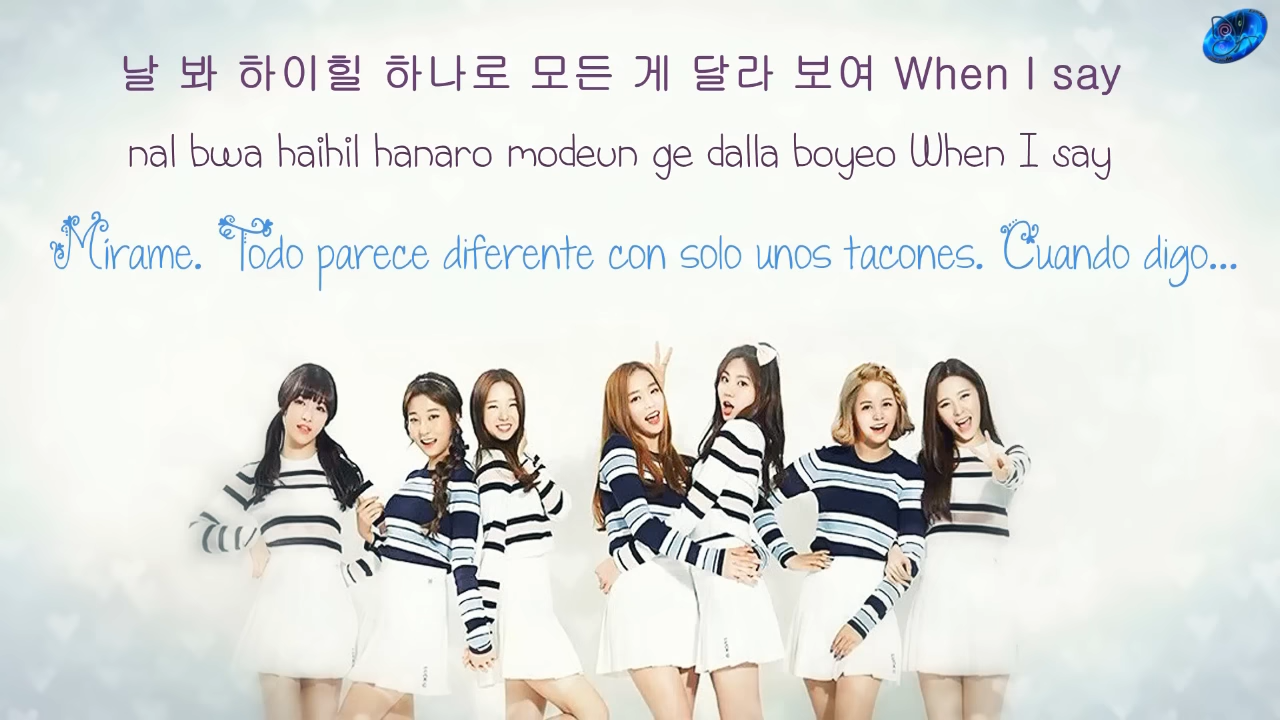 날 봐 하이힐 하나로 모든 게 달라 보여 When I say
nal bwa haihil hanaro modeun ge dalla boyeo When I say
Mírame. Todo parece diferente con solo unos tacones. Cuando digo...